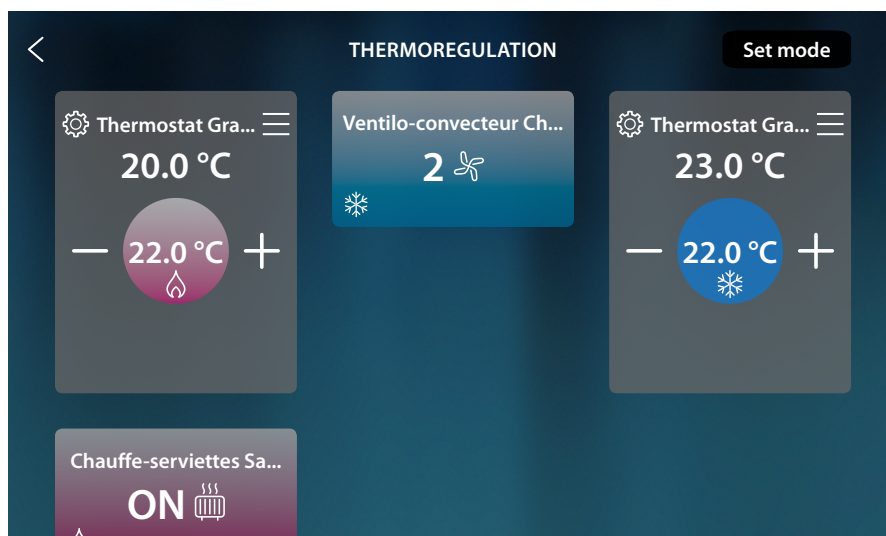 THERMOREGULATION
Set mode
Thermostat Gra...
20.0 °C
22.0 °C
Ventilo-convecteur Ch...
2
Thermostat Gra...
23.0 °C
22.0 °C
Chauffe-serviettes Sa...
ON